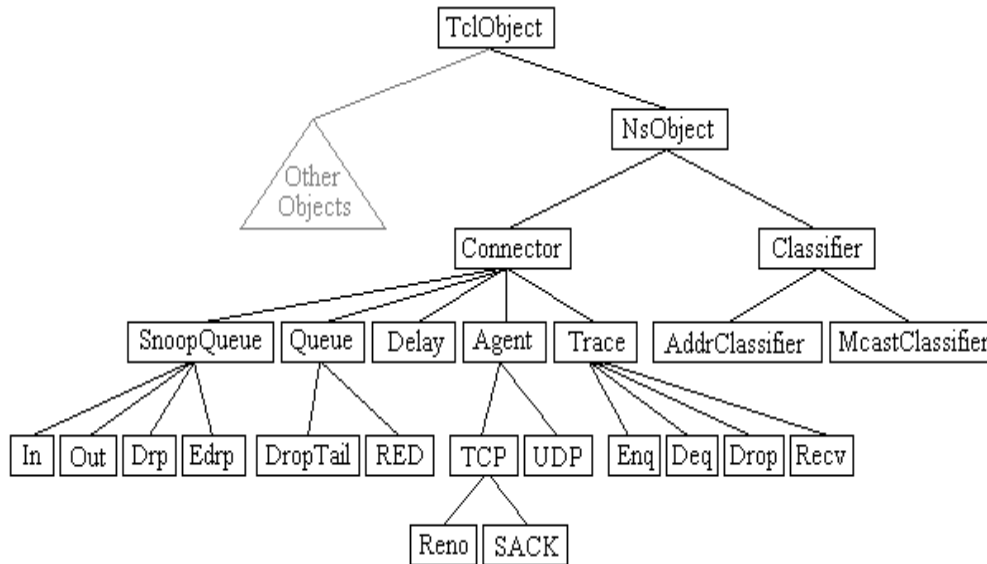 TclObject
NsObject
Other
Objects
Connector
Classifier
SnoopQueue
Queue
Delay
Agent
Trace
AddrClassifier
McastClassifier
In
Out
Drp
Edrp
DropTail
RED
TCP
UDP
Enq
Deq
Drop
Recv
Reno
SACK